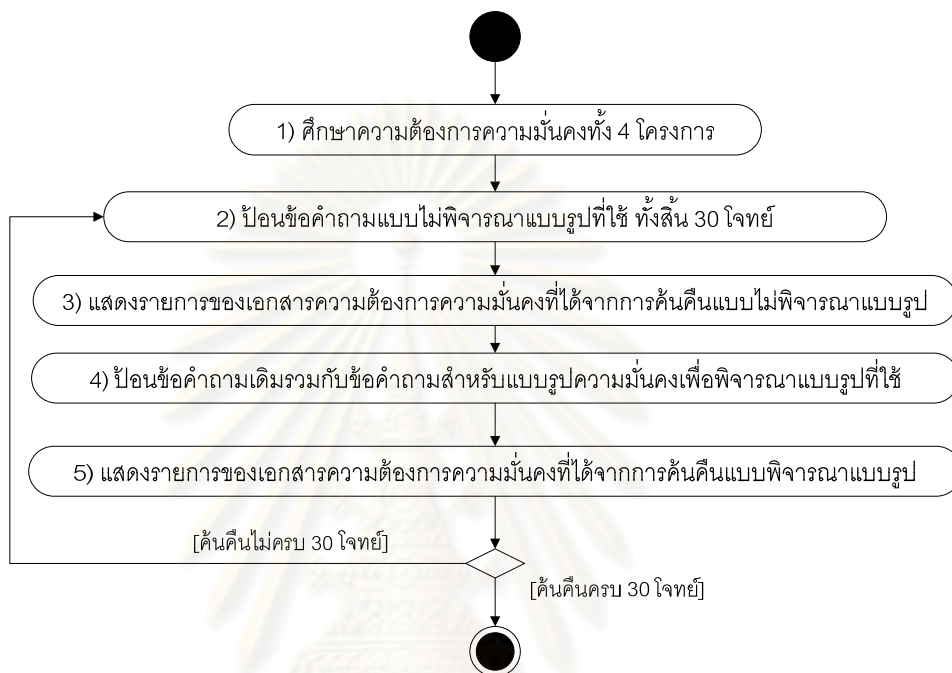 1) ศึกษาความต้องการความมั่นคงทั้ง 4 โครงการ
2) ป้อนข้อคำถามแบบไม่พิจารณาแบบรูปที่ใช้ ทั้งสิ้น 30 โจทย์
3) แสดงรายการของเอกสารความต้องการความมั่นคงที่ได้จากการค้นคืนแบบไม่พิจารณาแบบรูป
4) ป้อนข้อคำถามเดิมรวมกับข้อคำถามสำหรับแบบรูปความมั่นคงเพื่อพิจารณาแบบรูปที่ใช้
5) แสดงรายการของเอกสารความต้องการความมั่นคงที่ได้จากการค้นคืนแบบพิจารณาแบบรูป
[ค้นคืนไม่ครบ 30 โจทย์]
[ค้นคืนครบ 30 โจทย์]